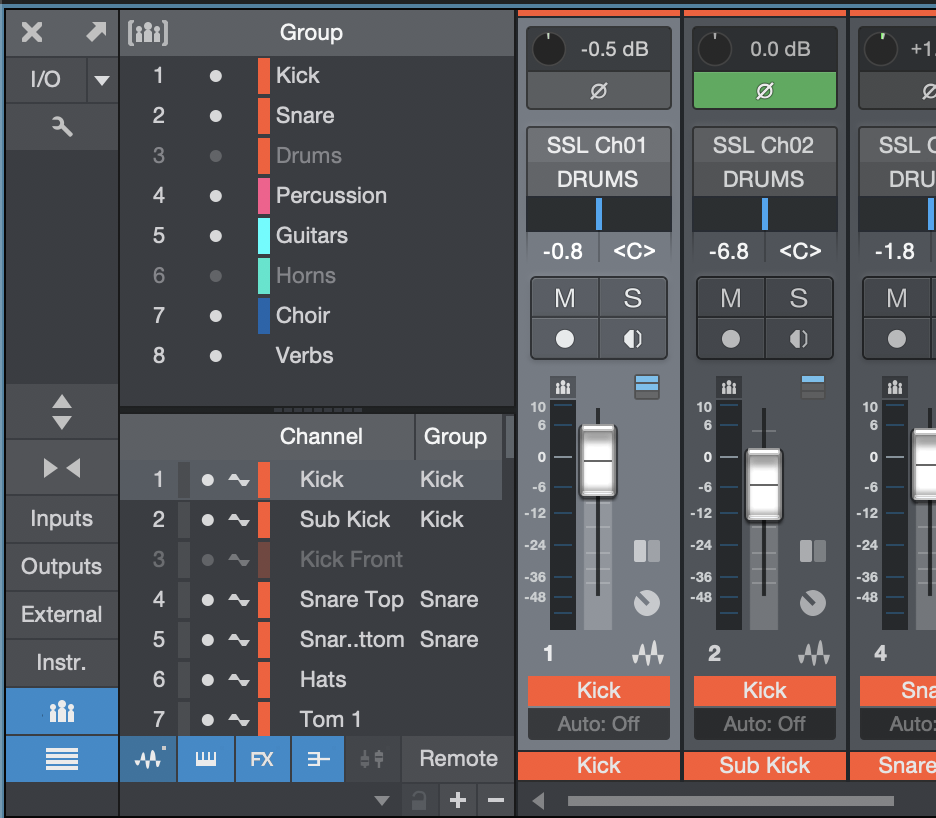 Group
I/O
1 Kick
2 Snare
3 Drums
4 Percussion
5 Guitars
6 Horns
7 Choir
8 Verbs
Channel Group
1 Kick Kick
2 Sub Kick Kick
3 Kick Front
4 Snare Top Snare
5 Snar..ttom Snare
6 Hats
7 Tom 1
Inputs
Outputs
External
Instr.
FX Remote
-0.5 dB
Ø
SSL Ch01
DRUMS
-0.8 <C>
M S
10
6
0
-6
-12
-24
-36
-48
1
Kick
Auto: Off
Kick
0.0 dB
Ø
SSL Ch02
DRUMS
-6.8 <C>
M S
10
6
0
-6
-12
-24
-36
-48
2
Kick
Auto: Off
Sub Kick
+1.
Ø
SSL C
DRU
-1.8
M
10
6
0
-6
-12
-24
-36
-48
4
Sna
Auto:
Snare